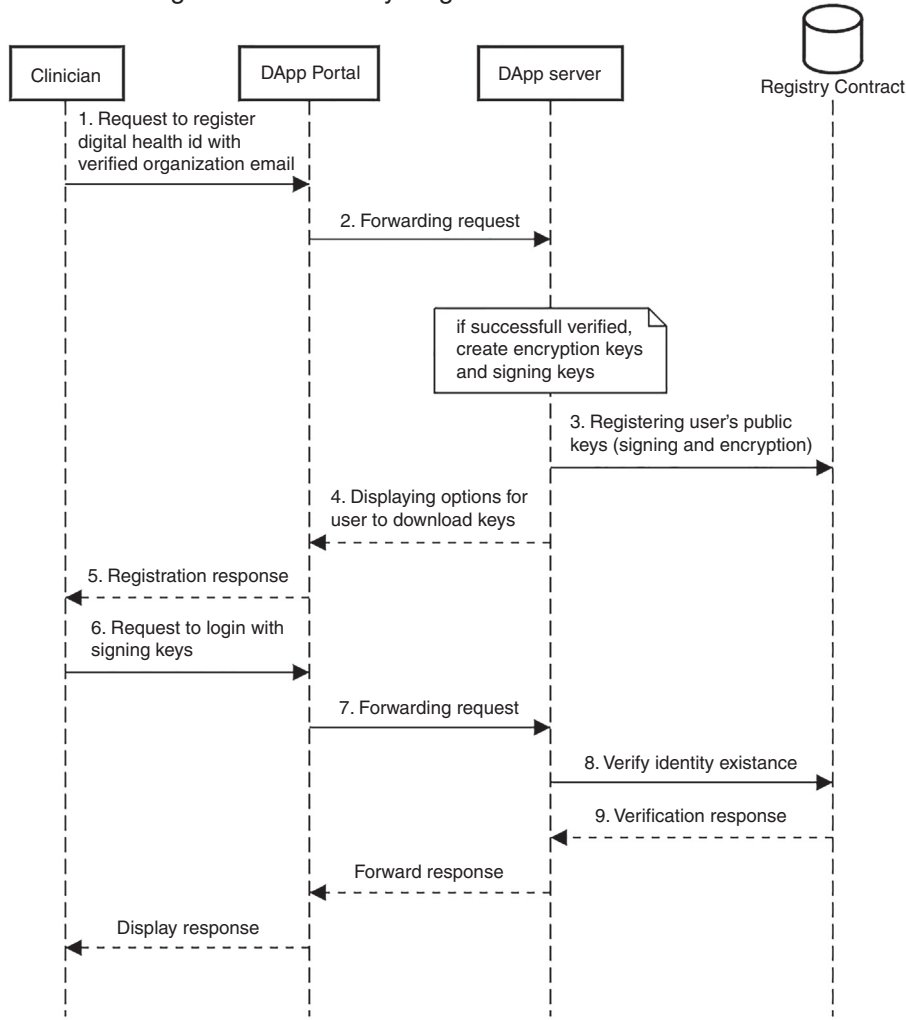 Clinician
DApp Portal
DApp server
Registry Contract
1. Request to register
digital health id with
verified organization email
2. Forwarding request
if successfull verified,
create encryption keys
and signing keys
3. Registering user's public
keys (signing and encryption)
4. Displaying options for
user to download keys
5. Registration response
6. Request to login with
signing keys
7. Forwarding request
8. Verify identity existance
9. Verification response
Forward response
Display response